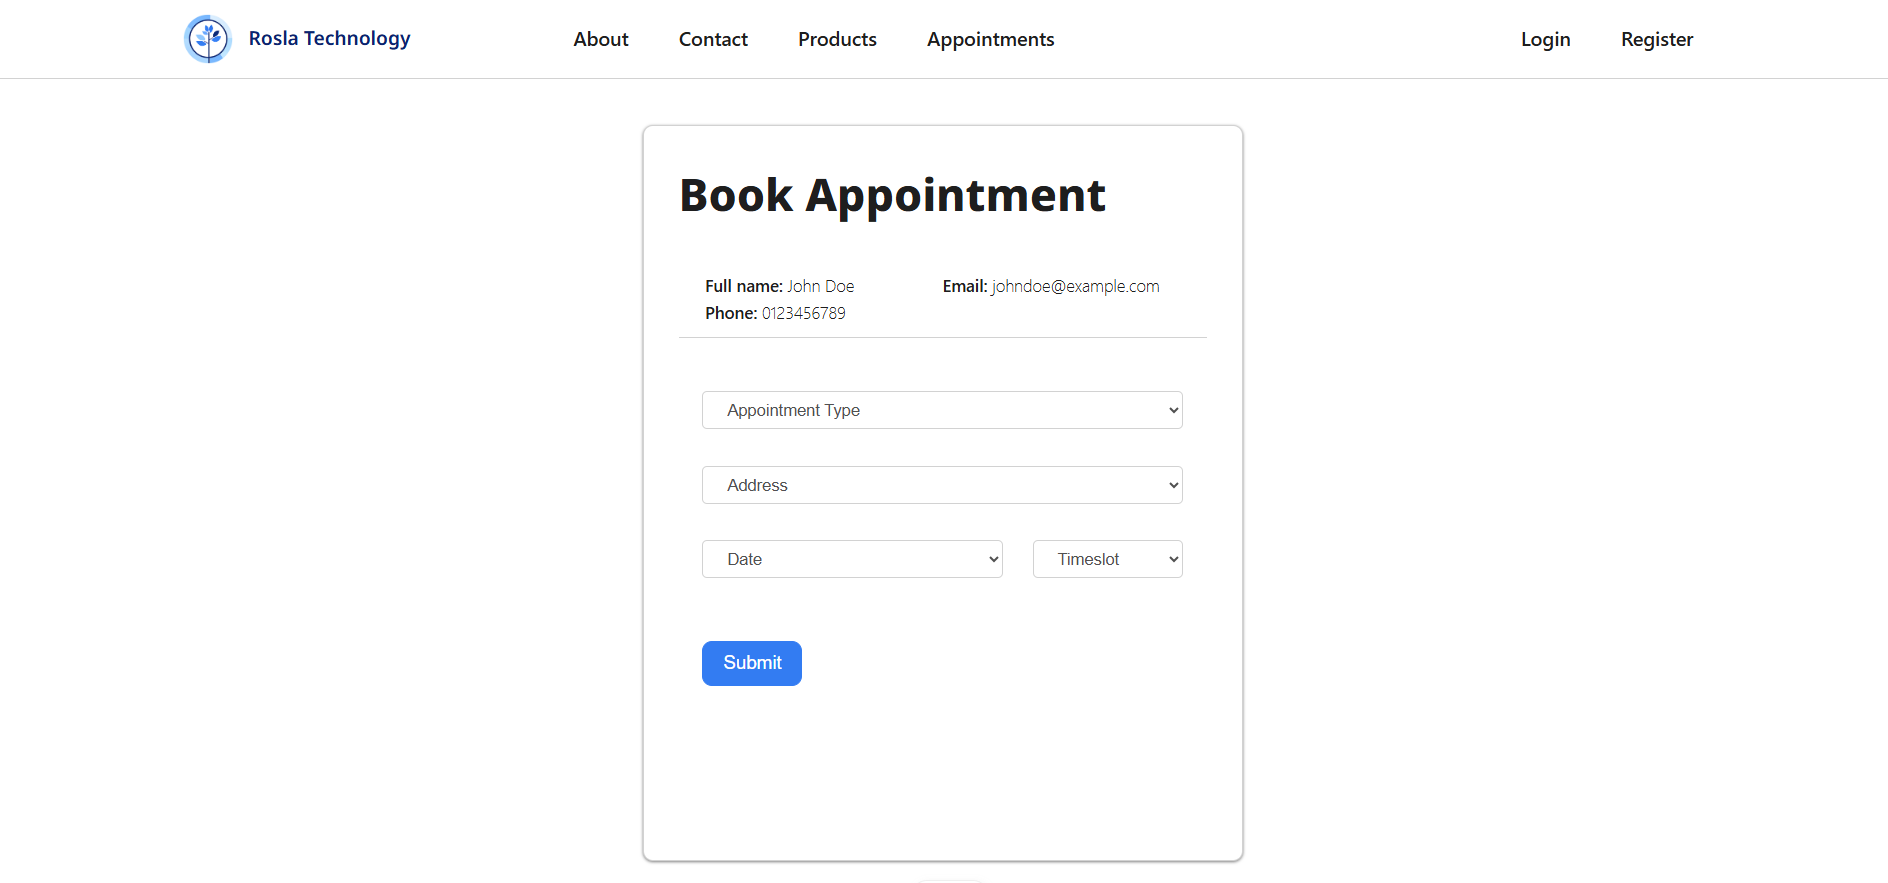 Rosla Technology About Contact Products Appointments Login Register
Book Appointment
Full name: John Doe Email: johndoe@example.com
Phone: 0123456789
Appointment Type
Address
Date Timeslot
Submit